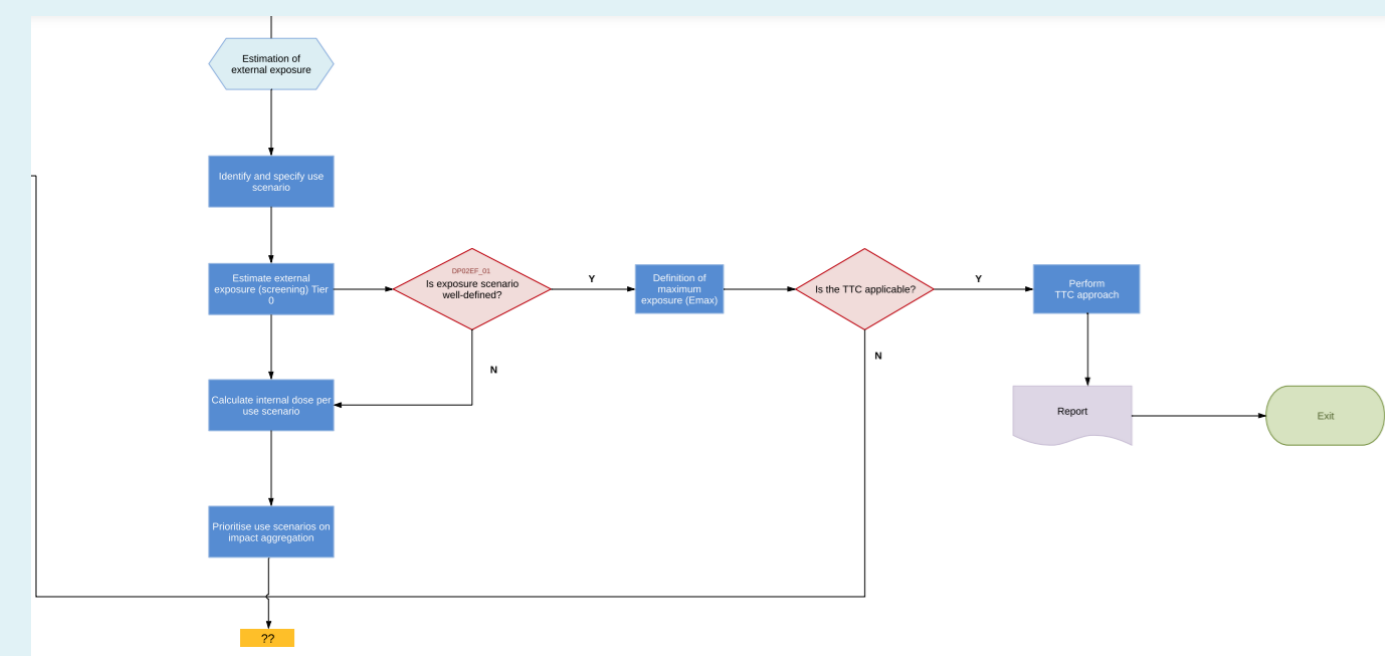 Estimation of
external exposure
Identify and specify use
scenario
Estimate external
exposure (screening) Tier
0
DP02EF_01
Is exposure scenario
well-defined?
Y
Definition of
maximum
exposure (Emax)
Is the TTC applicable?
Y
Perform
TTC approach
N
N
Calculate internal dose per
use scenario
Report
Exit
Prioritise use scenarios on
impact aggregation
??